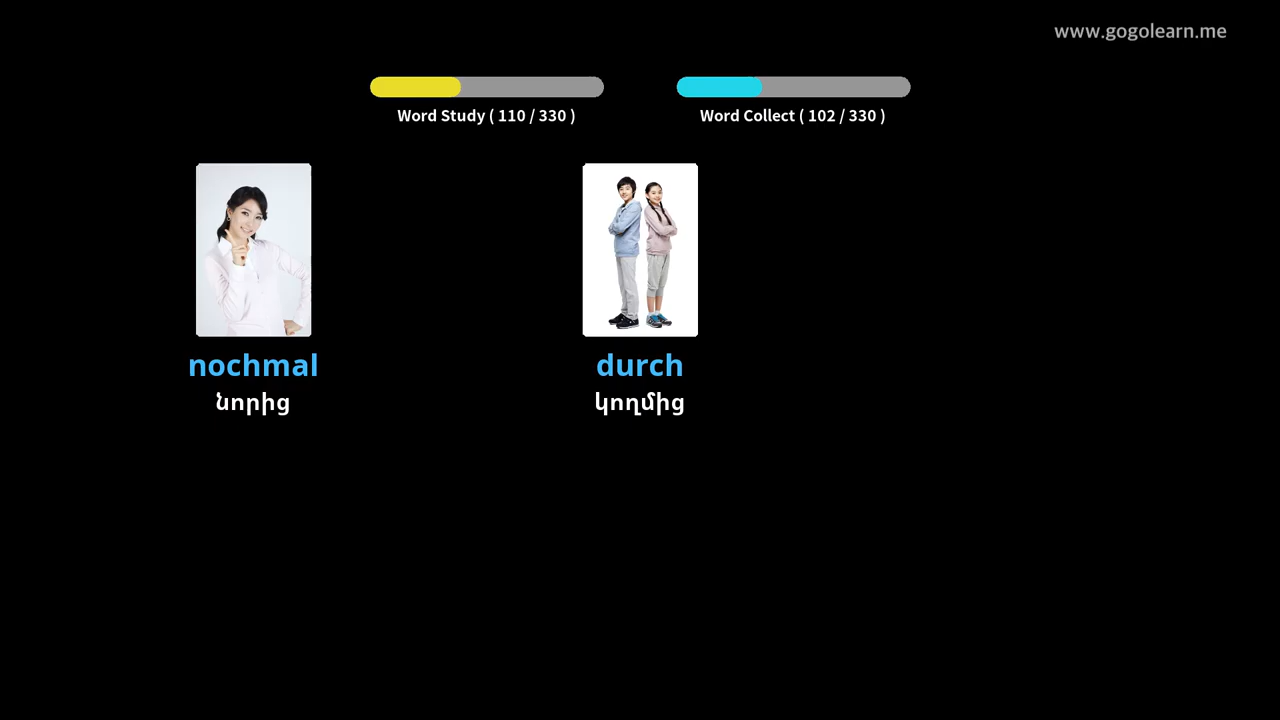 www.gogolearn.me
Word Study ( 110 / 330 )
Word Collect ( 102 / 330 )
nochmal
նորից
durch
կողմից